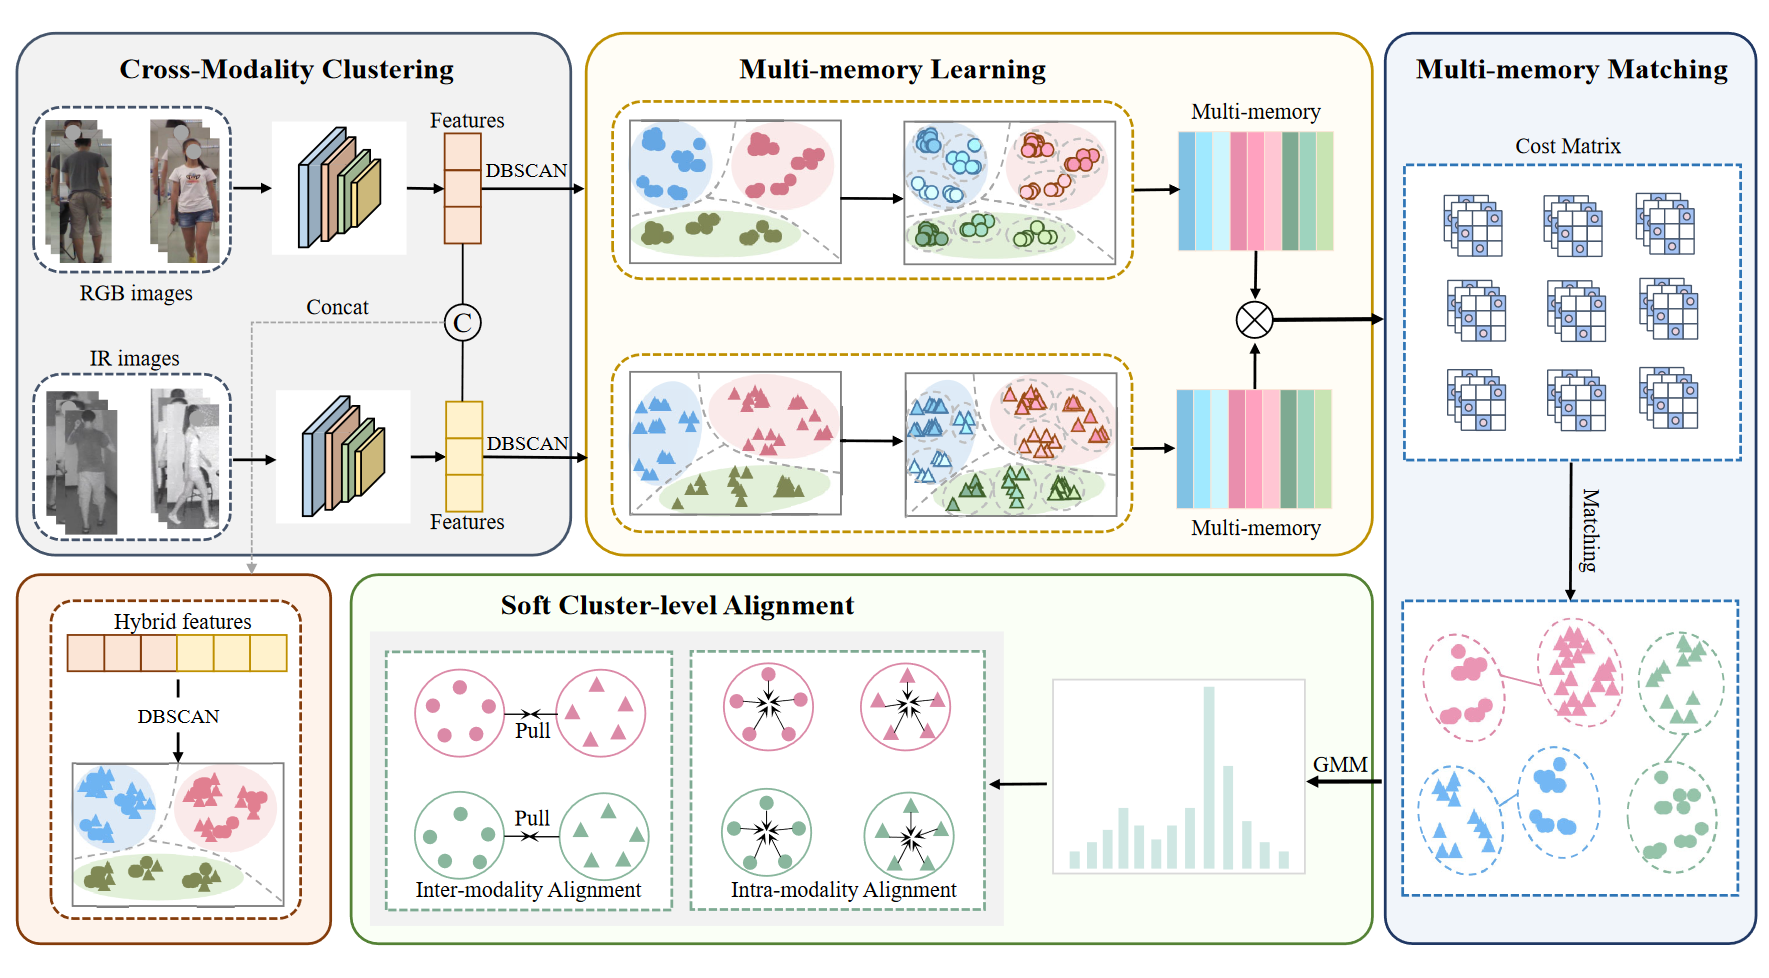 Cross-Modality Clustering
RGB images
Features
DBSCAN
Concat
C
IR images
DBSCAN
Features
Multi-memory Learning
Multi-memory
Multi-memory
Multi-memory Matching
Cost Matrix
Matching
Hybrid features
DBSCAN
Soft Cluster-level Alignment
Pull
Pull
Inter-modality Alignment
Intra-modality Alignment
GMM